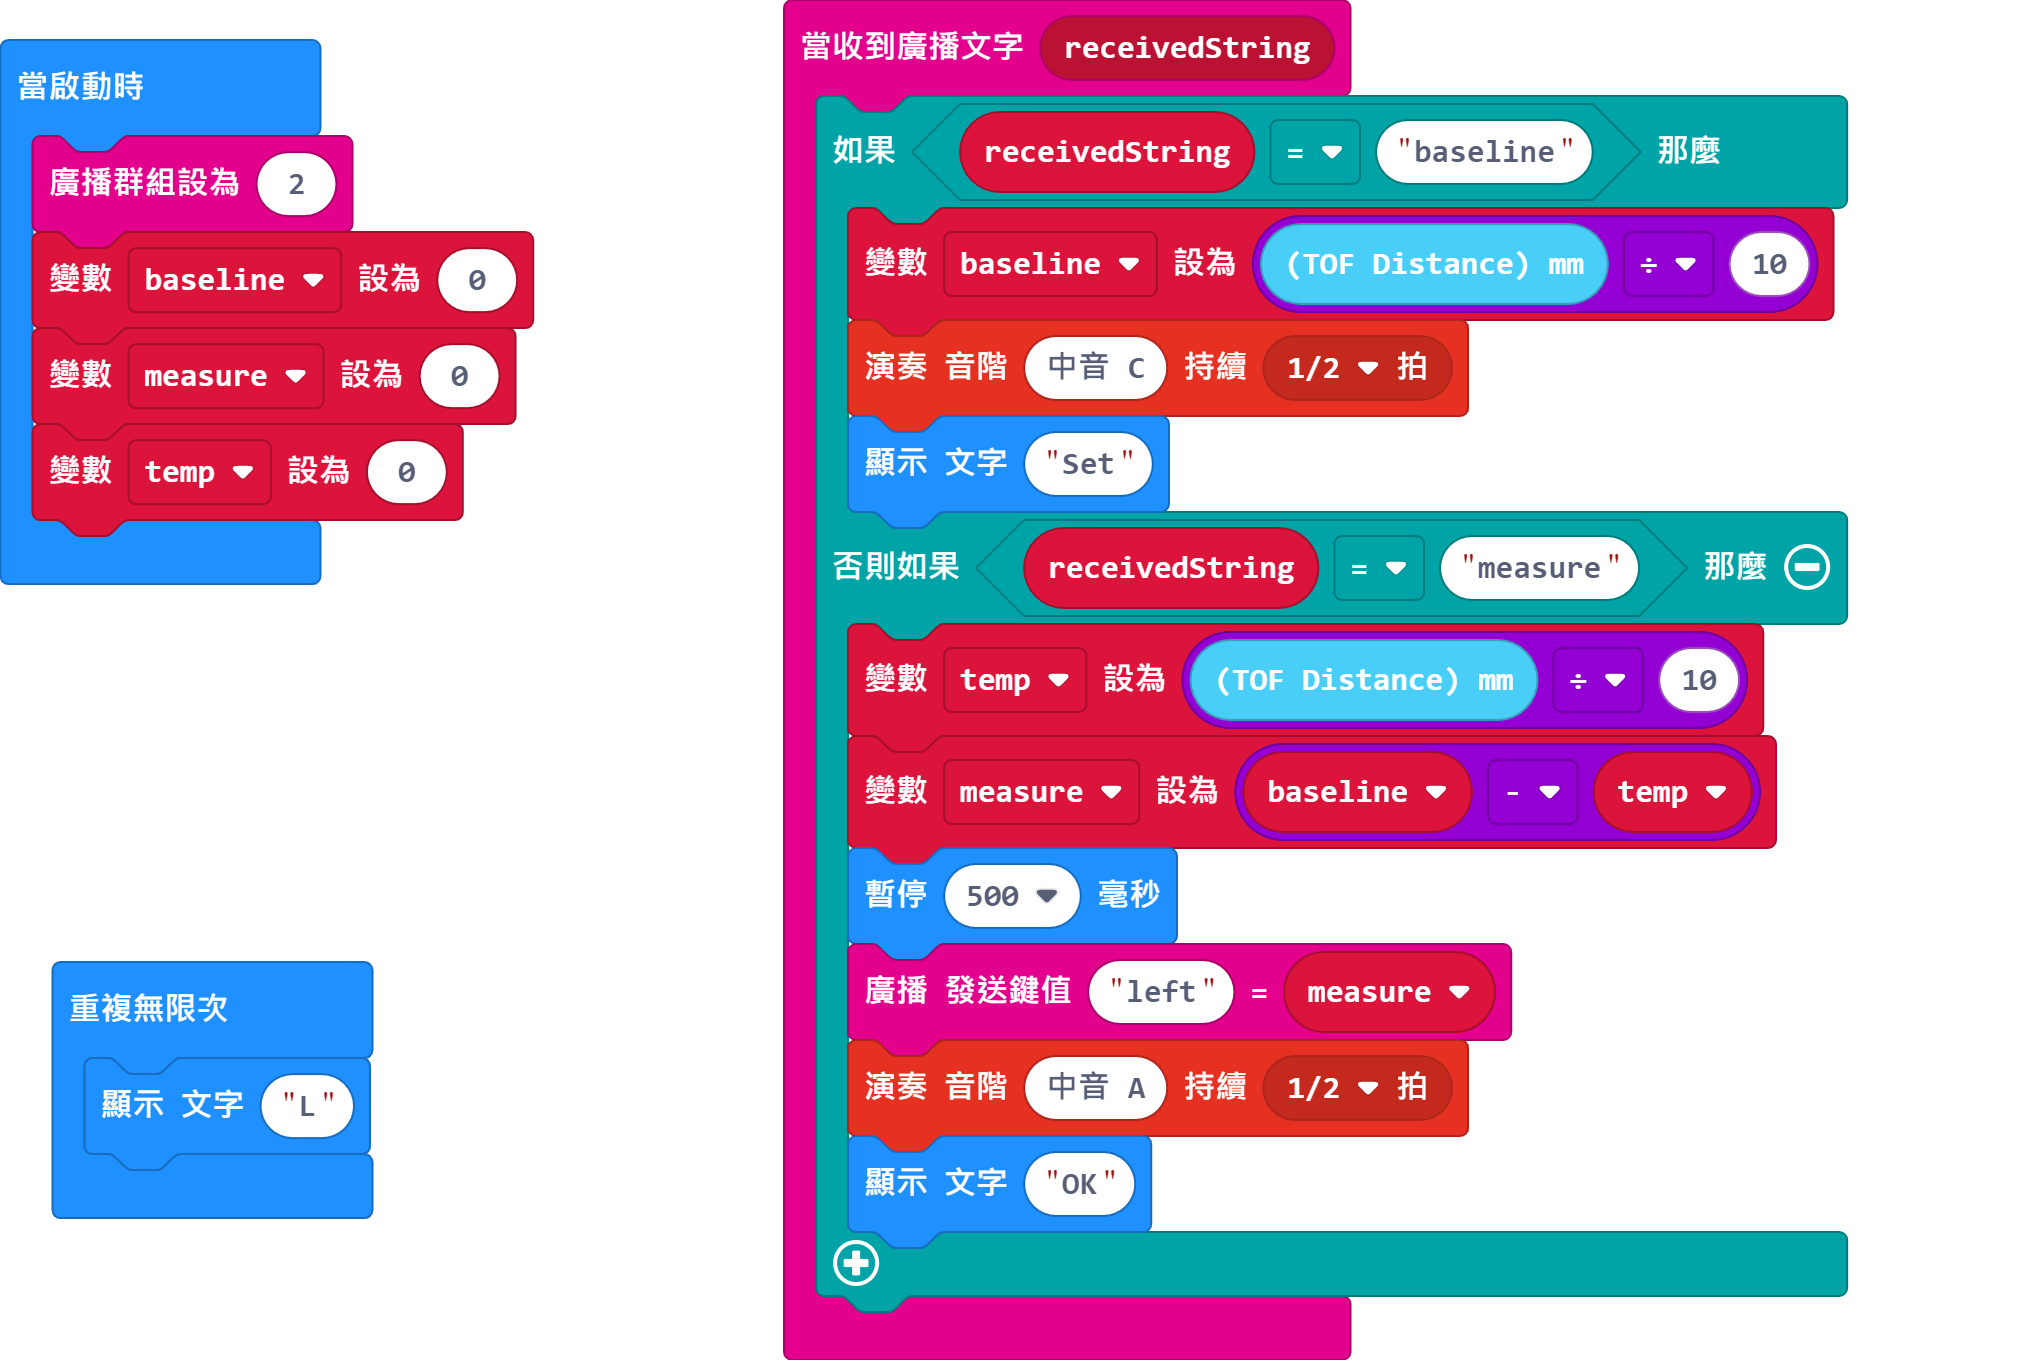 當啟動時
廣播群組設為 2
變數 baseline 設為 0
變數 measure 設為 0
變數 temp 設為 0
重複無限次
顯示 文字 "L"
當收到廣播文字 receivedString
如果 receivedString = "baseline" 那麼
變數 baseline 設為 (TOF Distance) mm ÷ 10
演奏 音階 中音 C 持續 1/2 拍
顯示 文字 "Set"
否則如果 receivedString = "measure" 那麼
變數 temp 設為 (TOF Distance) mm ÷ 10
變數 measure 設為 baseline - temp
暫停 500 毫秒
廣播 發送鍵值 "left" = measure
演奏 音階 中音 A 持續 1/2 拍
顯示 文字 "OK"